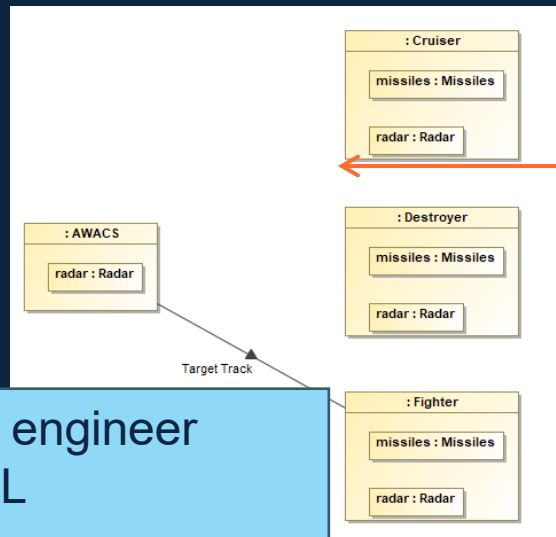 : Cruiser
missiles : Missiles
radar : Radar
: Destroyer
missiles : Missiles
radar : Radar
: AWACS
radar : Radar
Target Track
: Fighter
missiles : Missiles
radar : Radar
engineer
L